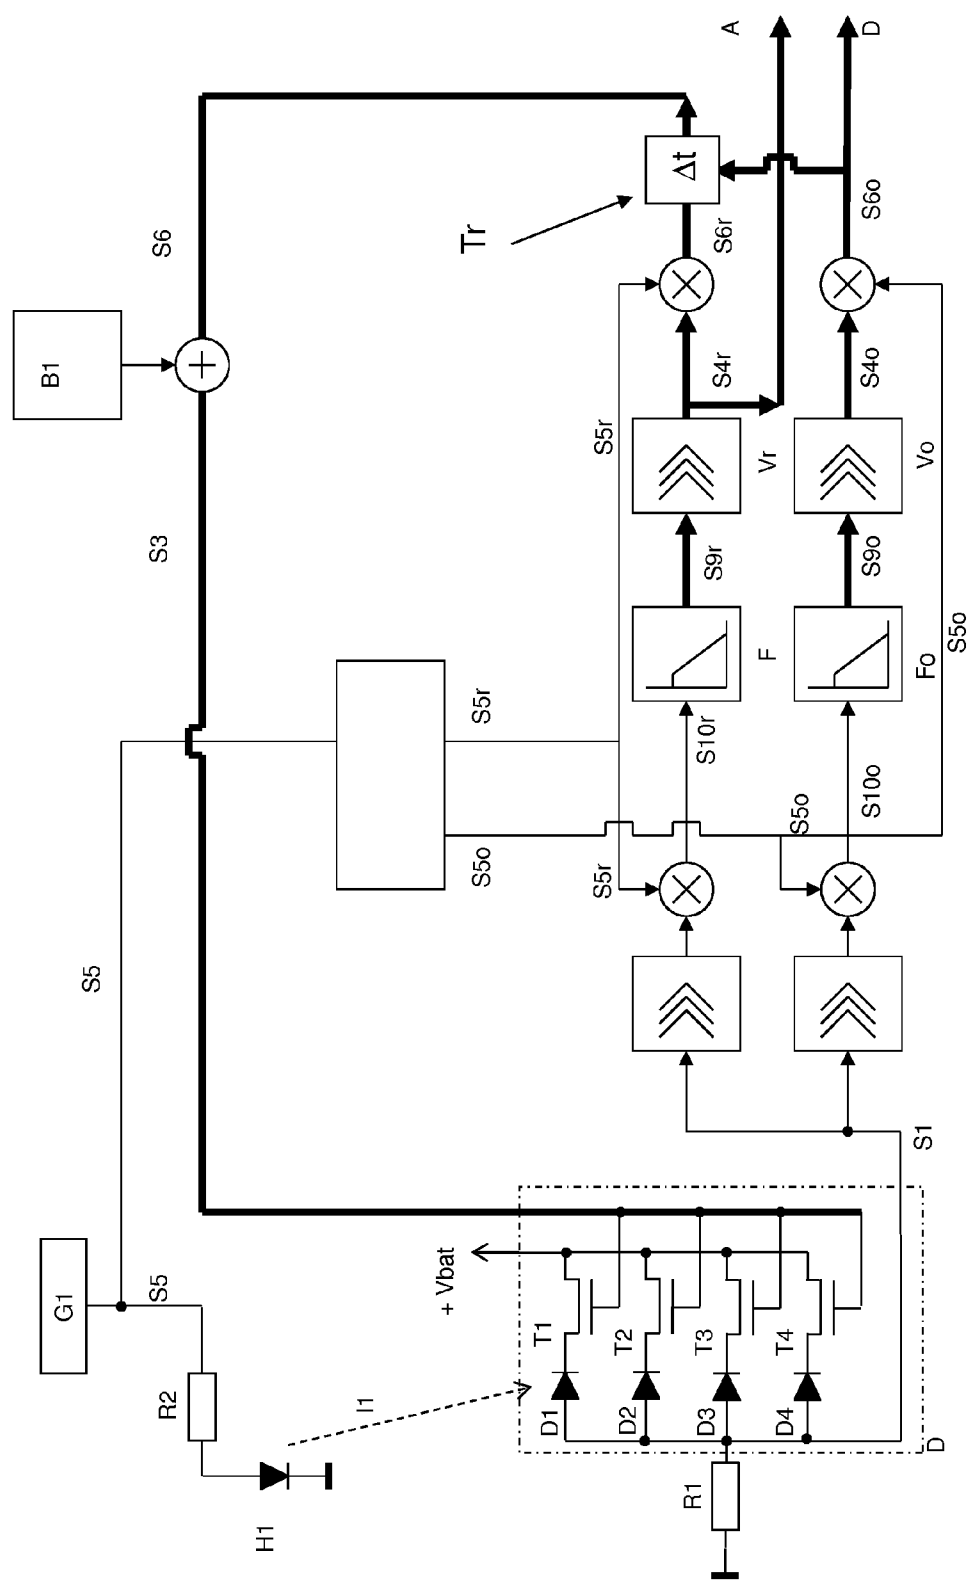 A
D
S6
Δt
Tr
S6r
S6o
B1
S4r
S4o
S5r
Vr
Vo
S3
S9r
S9o
F
Fo
S5o
S5r
S10r
S10o
S5o
S5o
S5r
S5
S1
G1
S5
+ Vbat
T1
T2
T3
T4
R2
I1
D1
D2
D3
D4
D
R1
H1